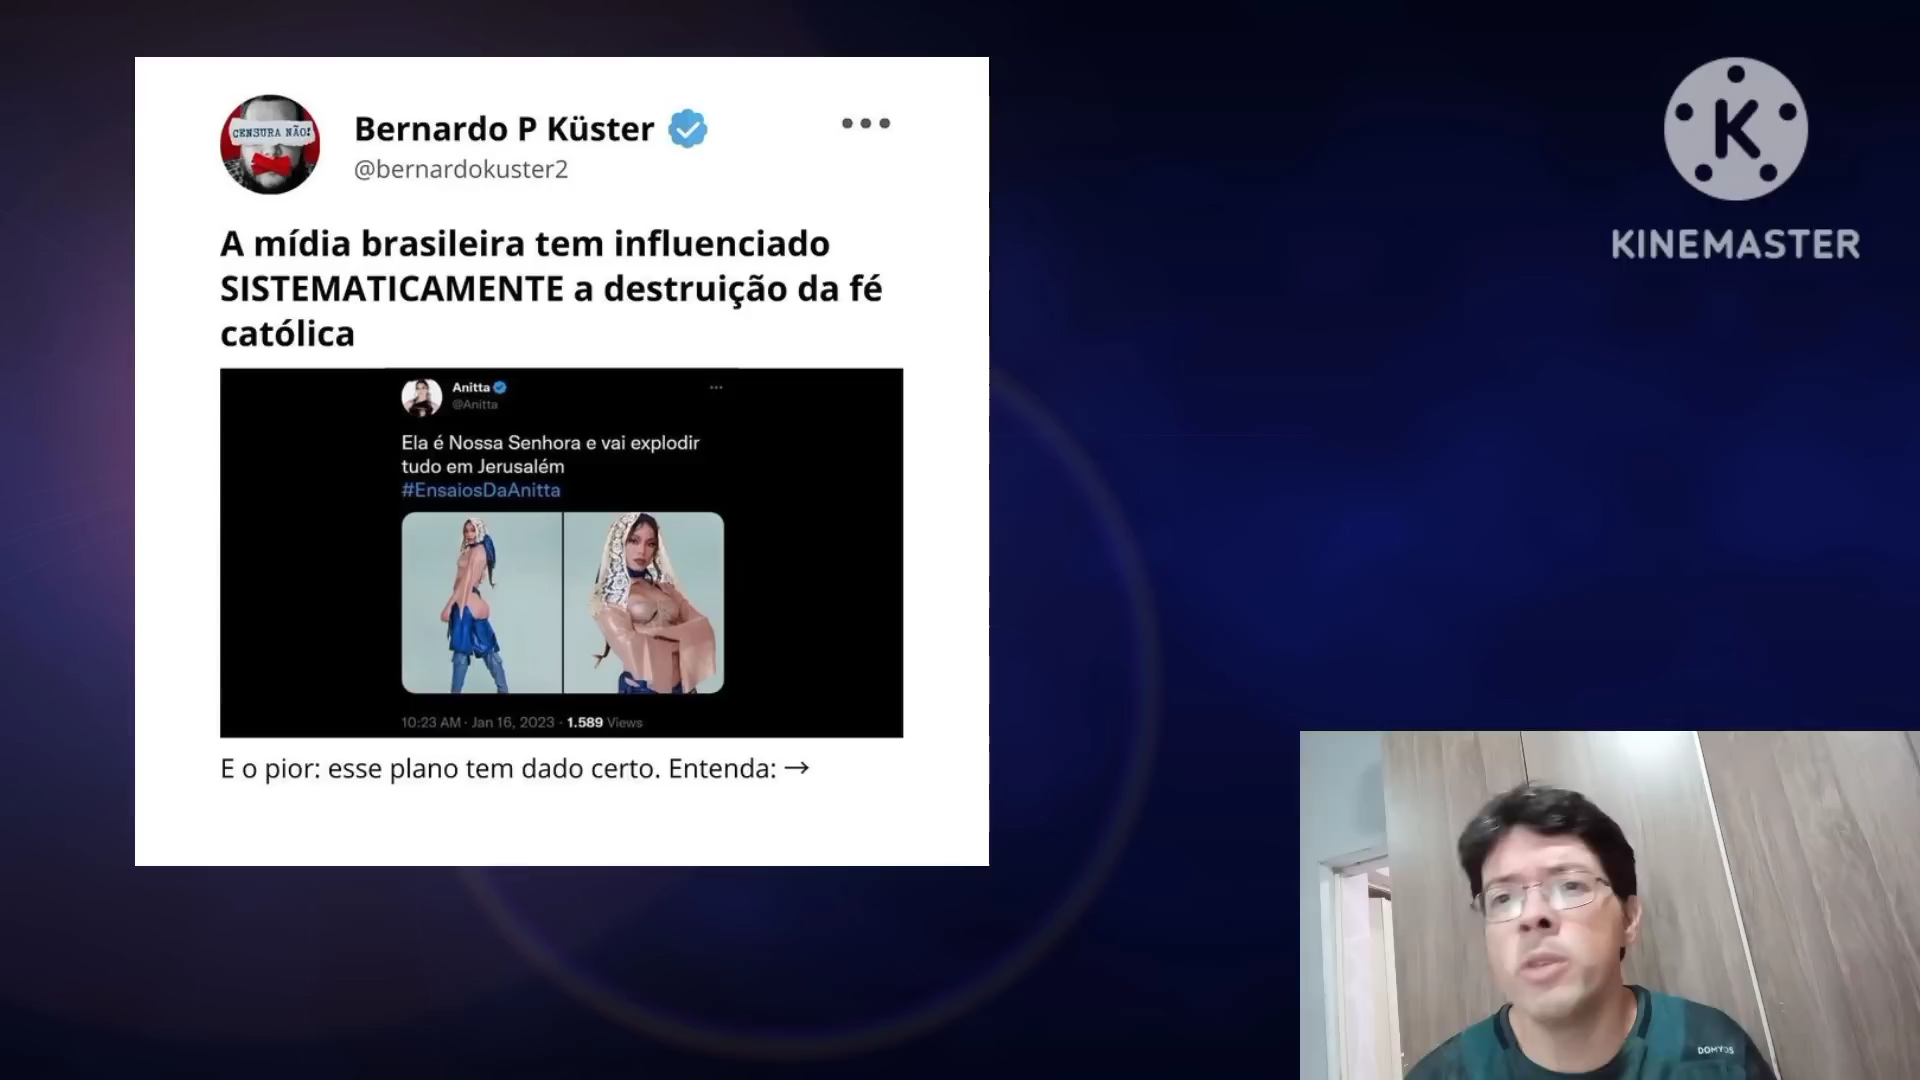 CENSURA NÃO!
Bernardo P Küster
@bernardokuster2
A mídia brasileira tem influenciado
SISTEMATICAMENTE a destruição da fé
católica
Anitta
@Anitta
Ela é Nossa Senhora e vai explodir
tudo em Jerusalém
#EnsaiosDaAnitta
10:23 AM · Jan 16, 2023 · 1.589 Views
E o pior: esse plano tem dado certo. Entenda: →
K
KINEMASTER
DOMYOS